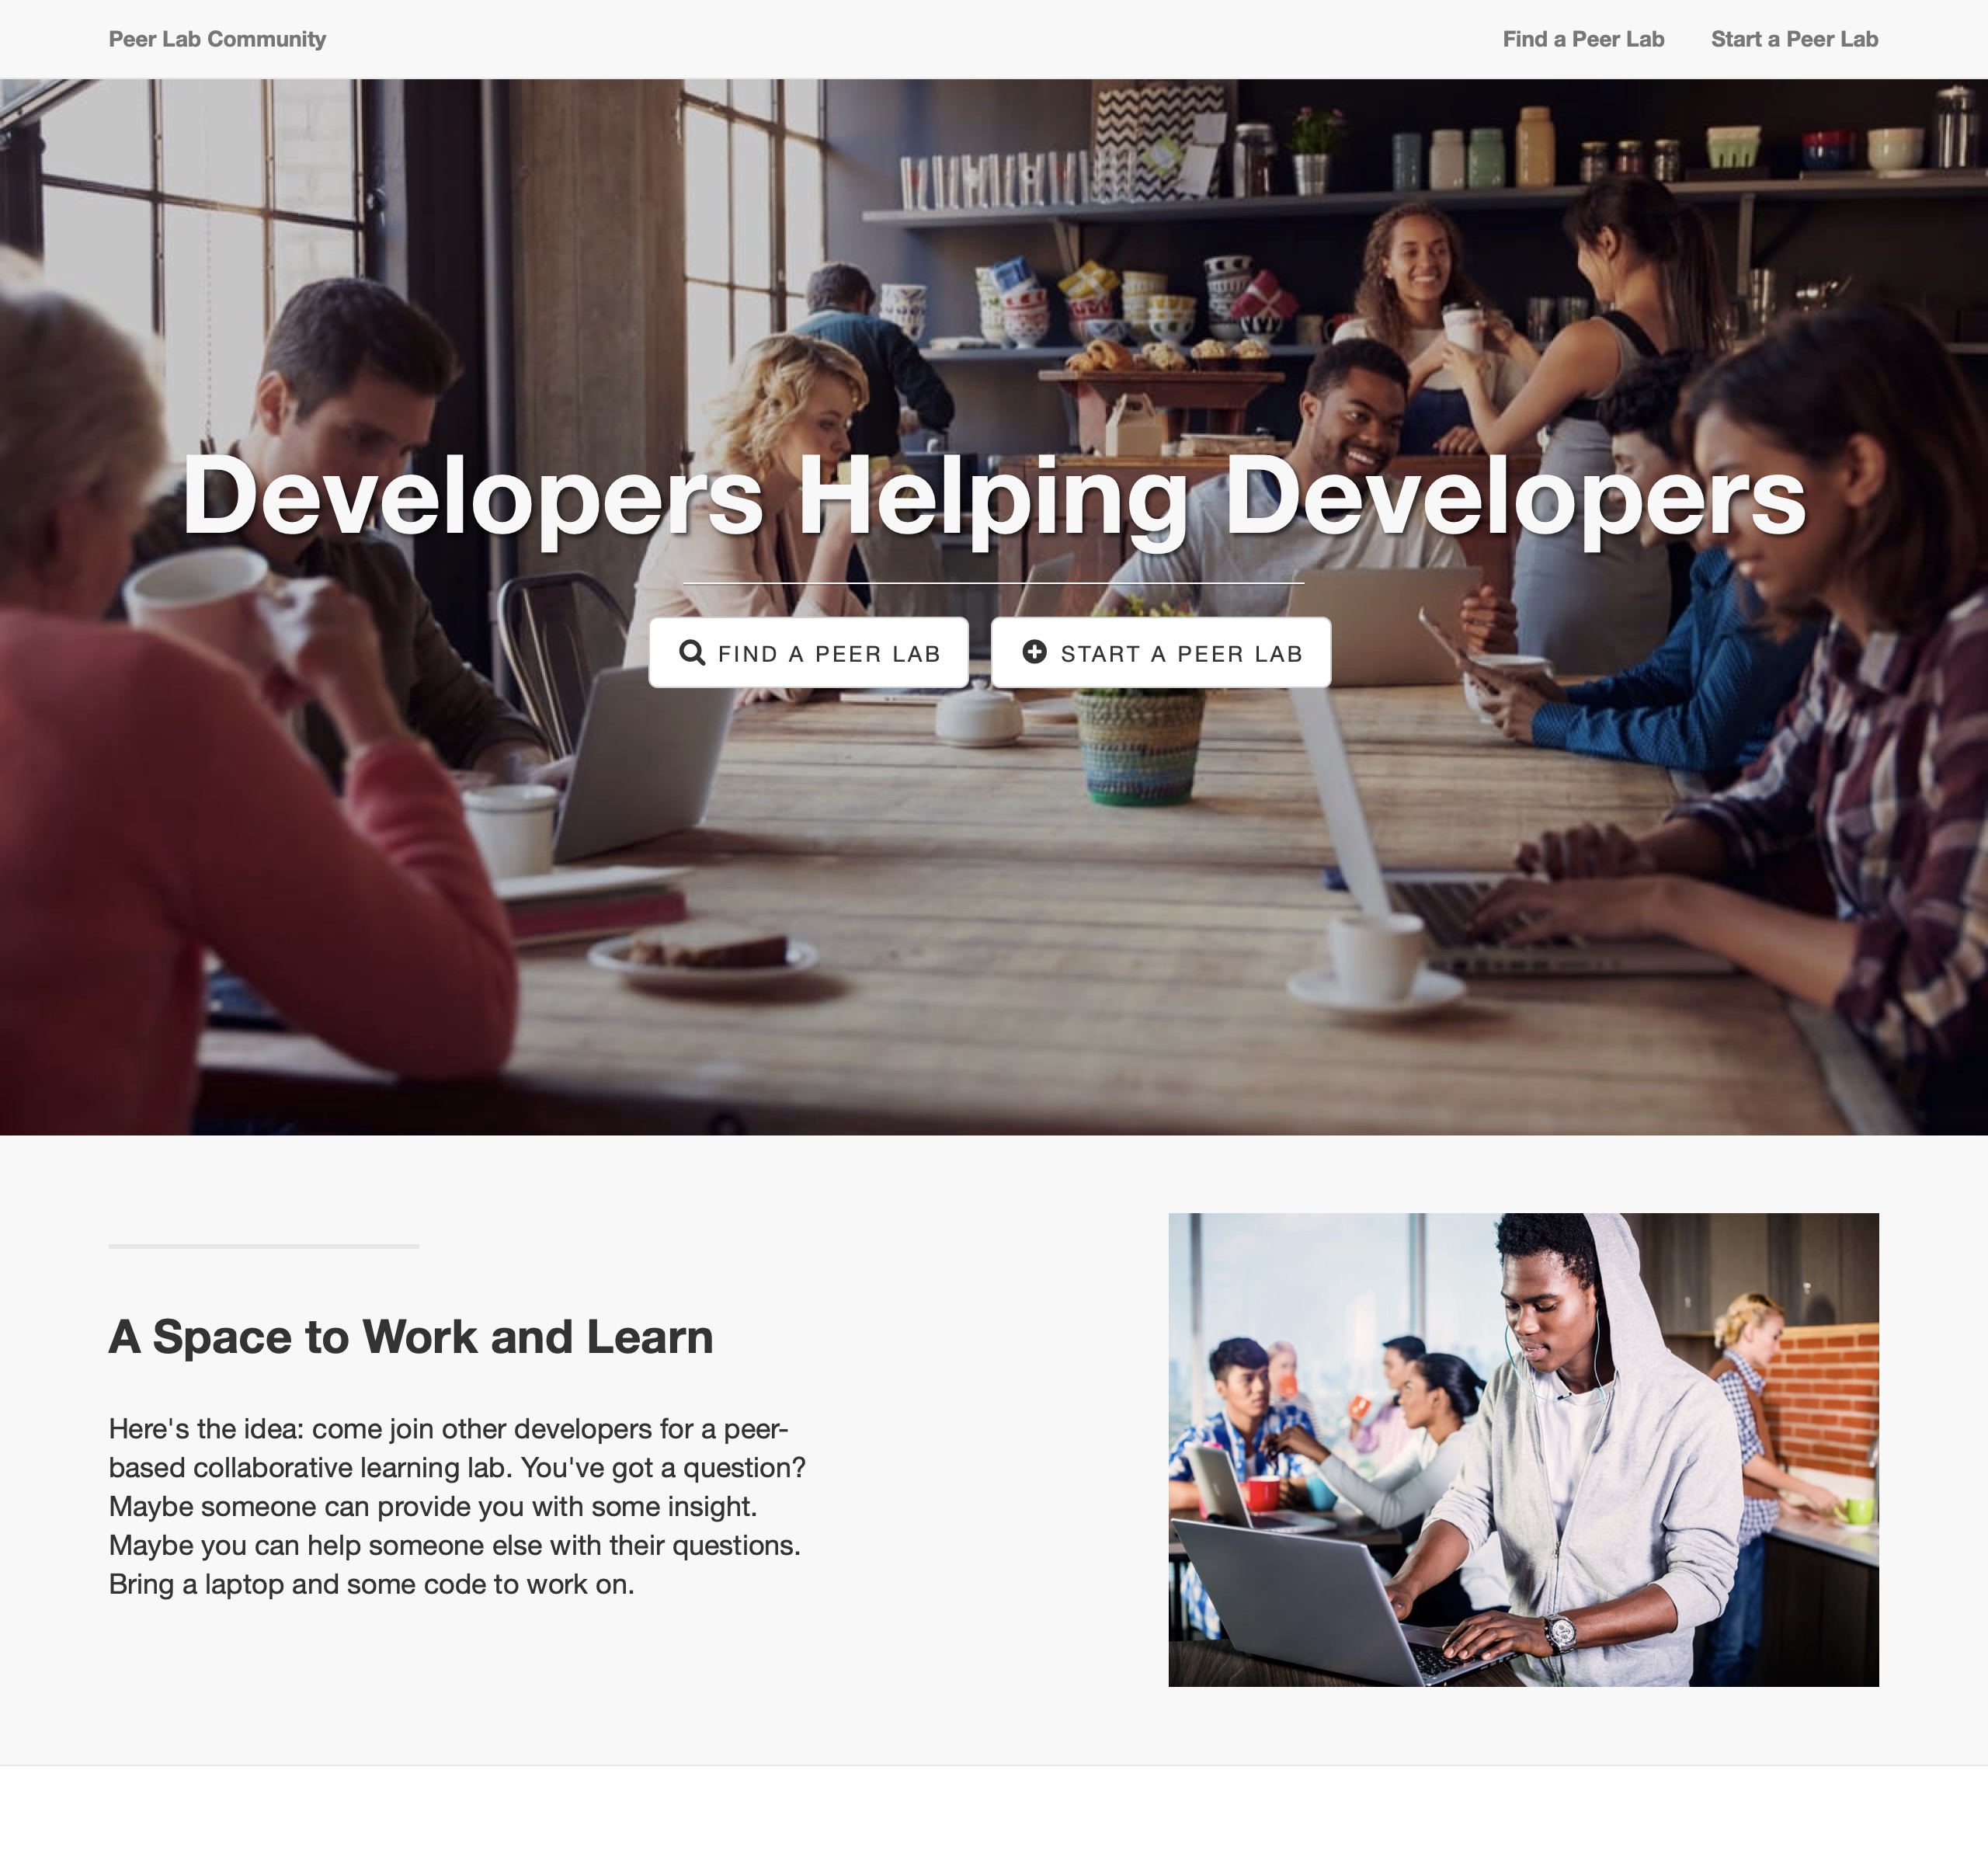 Peer Lab Community
Find a Peer Lab
Start a Peer Lab
Developers Helping Developers
FIND A PEER LAB
START A PEER LAB
A Space to Work and Learn
Here's the idea: come join other developers for a peer-
based collaborative learning lab. You've got a question?
Maybe someone can provide you with some insight.
Maybe you can help someone else with their questions.
Bring a laptop and some code to work on.